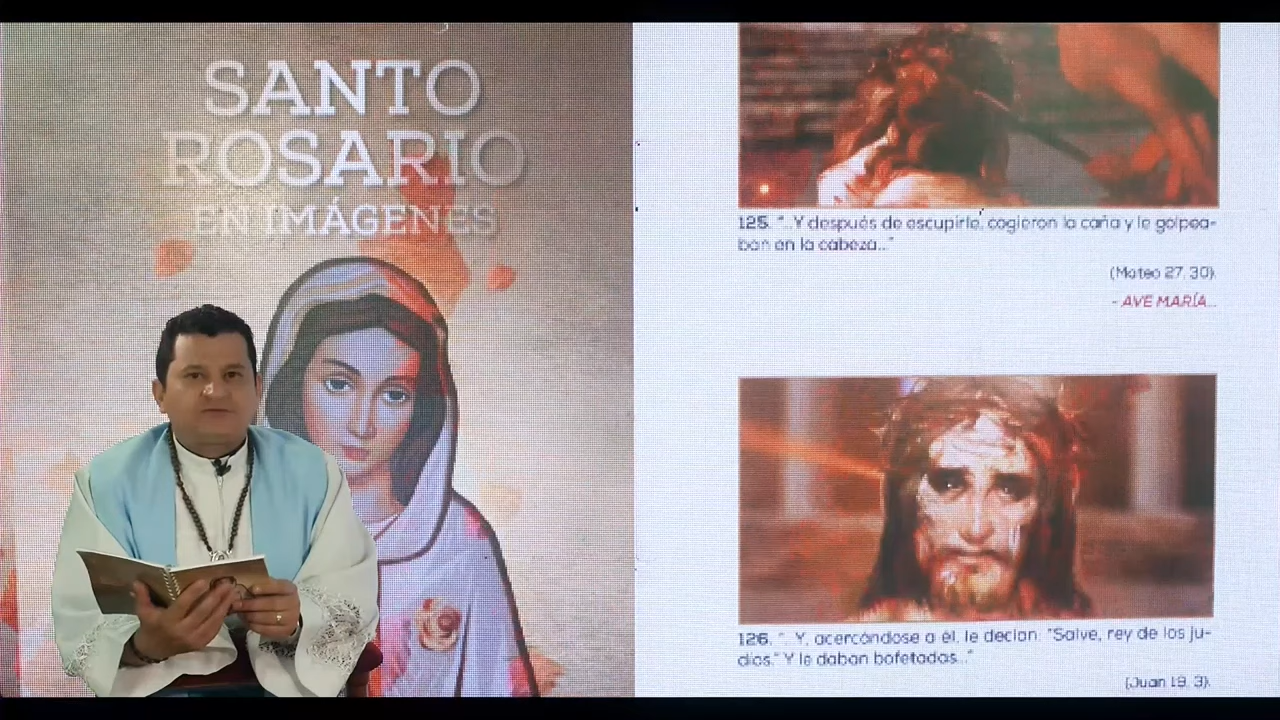 SANTO
ROSARIO
EN IMÁGENES
125. "...Y después de escupirle, cogieron la caña y le golpea-
ban en la cabeza..."
(Mateo 27, 30).
- AVE MARÍA...
126. "...Y, acercándose a él, le decían: "Salve, rey de los ju-
díos." Y le daban bofetadas..."
(Juan 19, 3).